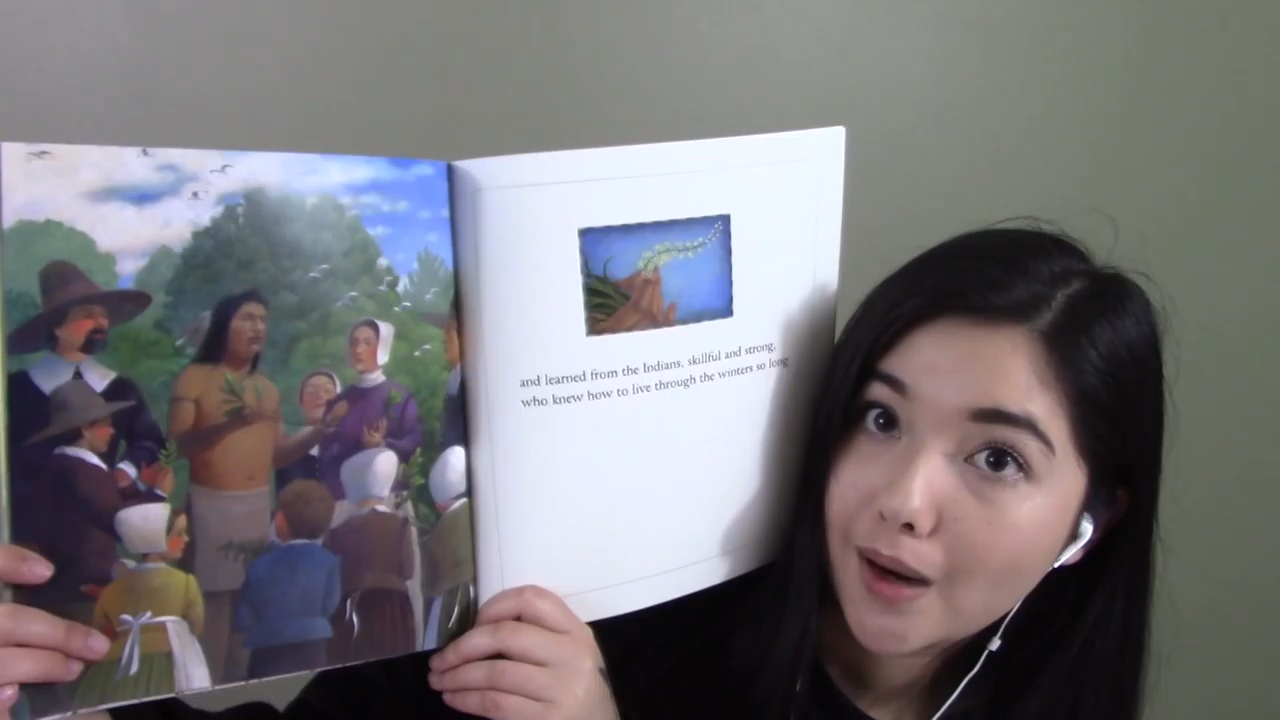 and learned from the Indians, skillful and strong,
who knew how to live through the winters so long